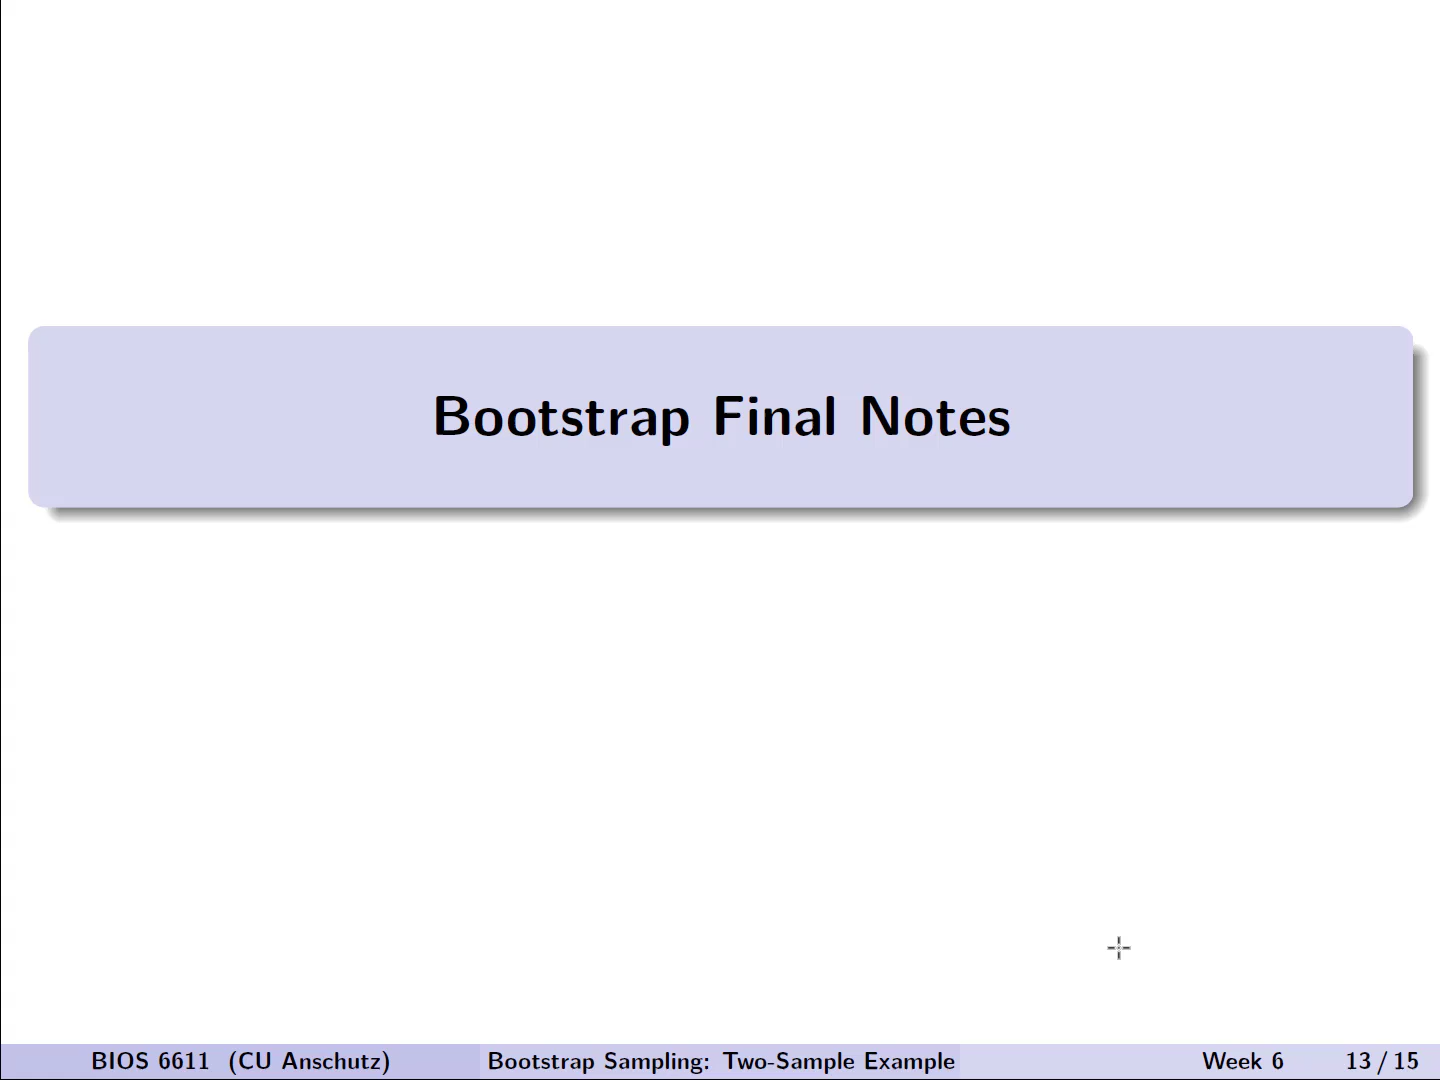 Bootstrap Final Notes
BIOS 6611 (CU Anschutz) Bootstrap Sampling: Two-Sample Example Week 6 13 / 15